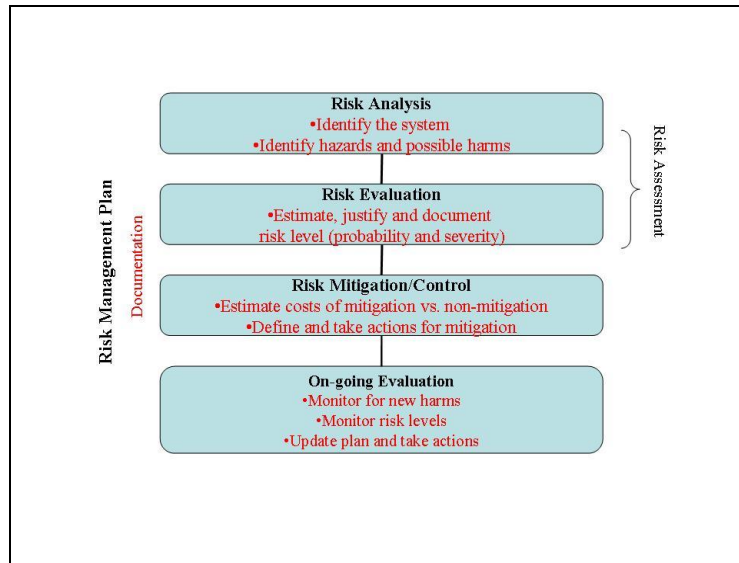 Risk Analysis
•Identify the system
•Identify hazards and possible harms
Risk Evaluation
•Estimate, justify and document
risk level (probability and severity)
Risk Mitigation/Control
•Estimate costs of mitigation vs. non-mitigation
•Define and take actions for mitigation
On-going Evaluation
•Monitor for new harms
•Monitor risk levels
•Update plan and take actions
Risk Management Plan
Documentation
Risk Assessment